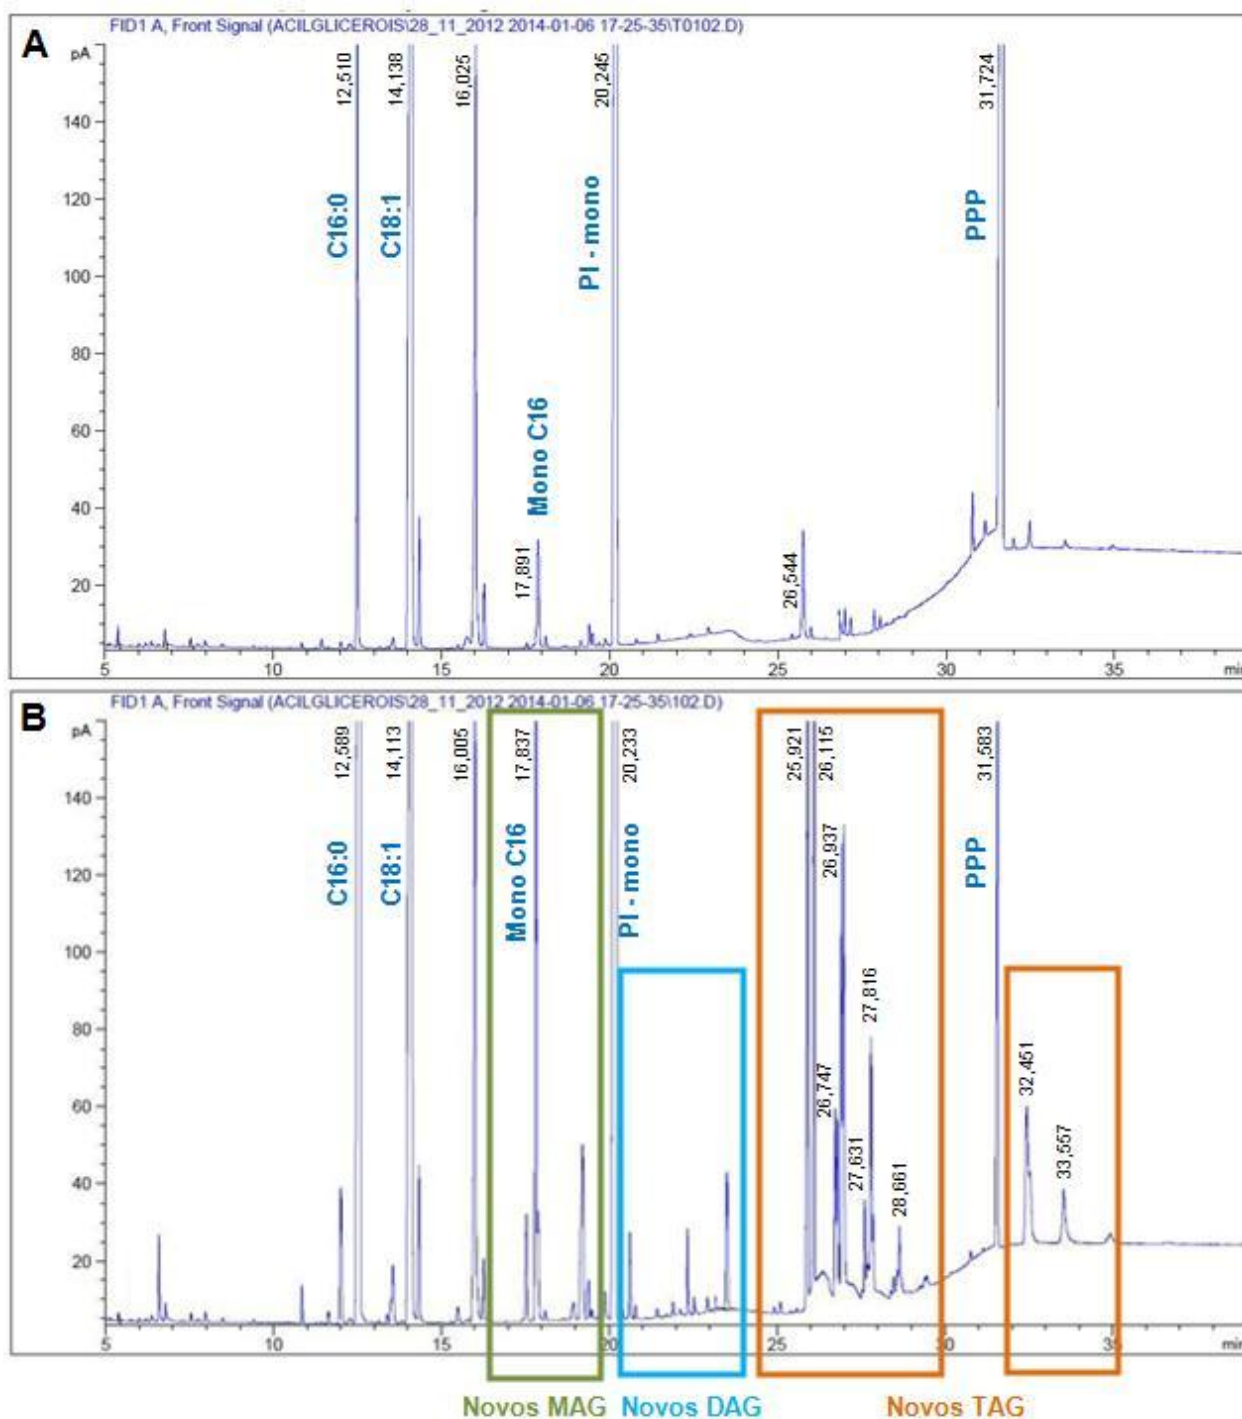 A
FID1 A, Front Signal (ACILGLICEROIS\28_11_2012 2014-01-06 17-25-35\T0102.D)
pA
140
120
100
80
60
40
20
12,510
14,138
16,025
20,245
31,724
C16:0
C18:1
PI - mono
PPP
Mono C16
17,891
26,544
5
10
15
20
25
30
35
min
B
FID1 A, Front Signal (ACILGLICEROIS\28_11_2012 2014-01-06 17-25-35\102.D)
pA
140
120
100
80
60
40
20
12,589
14,113
16,005
17,837
20,233
25,921
26,115
31,583
C16:0
C18:1
Mono C16
PI - mono
26,937
PPP
27,816
26,747
27,631
28,661
32,451
33,557
5
10
15
20
25
30
35
min
Novos MAG
Novos DAG
Novos TAG